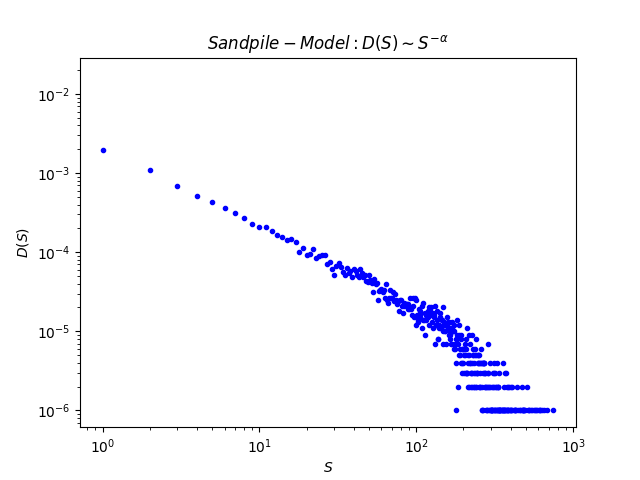 Sandpile − Model : D(S) ~ S^{−α}
10^{−2}
10^{−3}
10^{−4}
10^{−5}
10^{−6}
D(S)
10^{0} 10^{1} 10^{2} 10^{3}
S